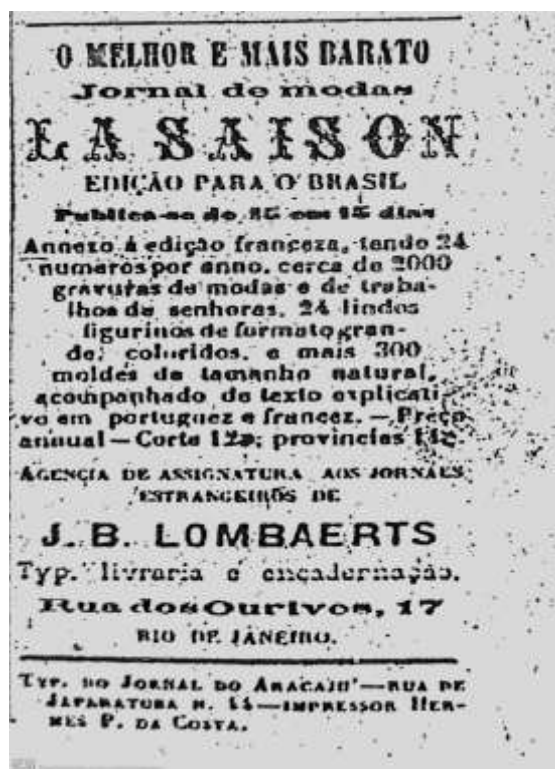 O MELHOR E MAIS BARATO
Jornal de modas
LA SAISON
EDIÇÃO PARA O BRASIL
Publica-se de 15 em 15 dias
Annexo á edição franceza, tendo 24
numeros por anno, cerca de 2000
gravuras de modas e de traba-
lhos de senhoras, 24 lindos
figurinos de formato gran-
de, coloridos, e mais 300
moldes de tamanho natural,
acompanhado de texto explicati-
vo em portuguez e francez. — Preço
annual — Corte 12$; provincias
AGENCIA DE ASSIGNATURA AOS JORNAES
ESTRANGEIROS DE
J. B. LOMBAERTS
Typ. livraria e encadernação.
Rua dos Ourives, 17
RIO DE JANEIRO.
TYP. DO JORNAL DO ARACAJU'—RUA DE
JAPARATUBA N. —IMPRESSOR HER-
MES P. DA COSTA.